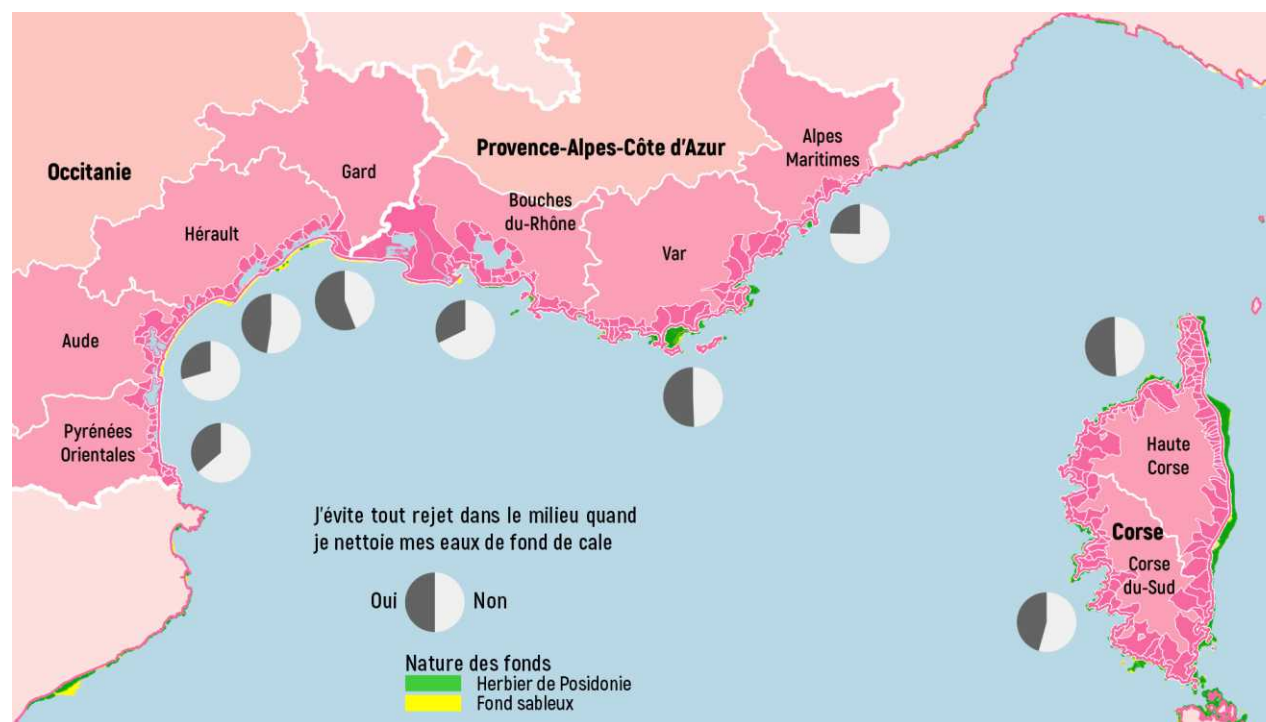 Occitanie
Gard
Provence-Alpes-Côte d'Azur
Alpes
Maritimes
Hérault
Bouches
du-Rhône
Var
Aude
Pyrénées
Orientales
Haute
Corse
Corse
Corse
du-Sud
J'évite tout rejet dans le milieu quand
je nettoie mes eaux de fond de cale
Oui Non
Nature des fonds
Herbier de Posidonie
Fond sableux